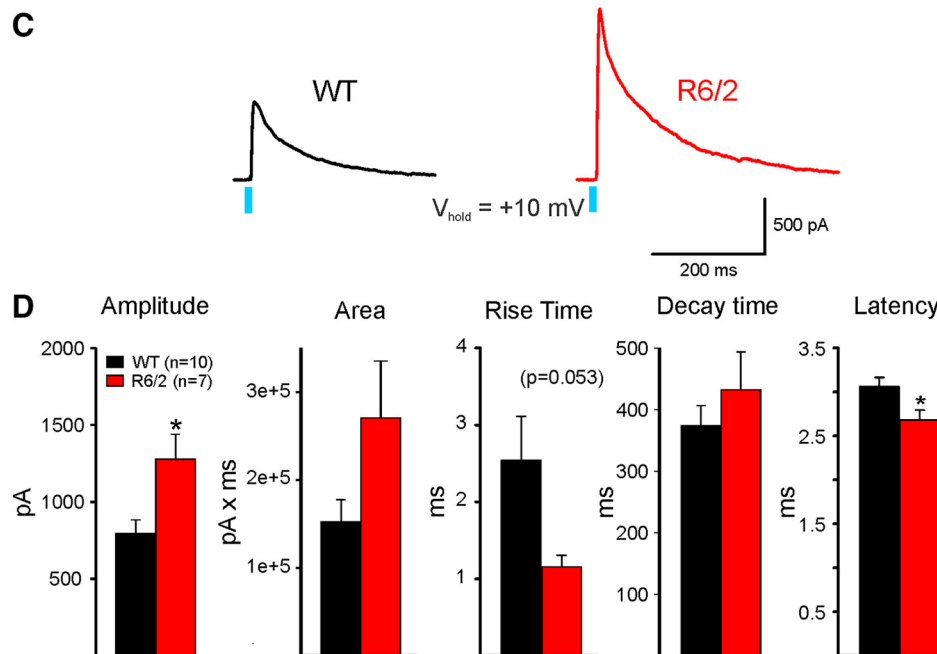 C
WT
R6/2
Vhold = +10 mV
500 pA
200 ms
D
Amplitude
Area
Rise Time
Decay time
Latency
2000
1500
1000
500
pA
WT (n=10)
R6/2 (n=7)
*
3e+5
2e+5
1e+5
pA x ms
4
3
2
1
ms
(p=0.053)
500
400
300
200
100
ms
3.5
2.5
1.5
0.5
ms
*